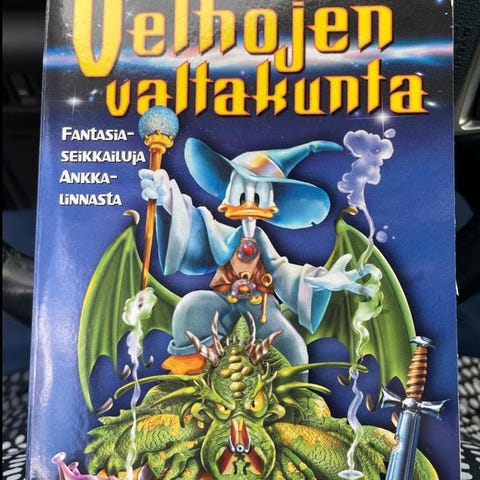 Velhojen
valtakunta
FANTASIA-
SEIKKAILUJA
ANKKA-
LINNASTA